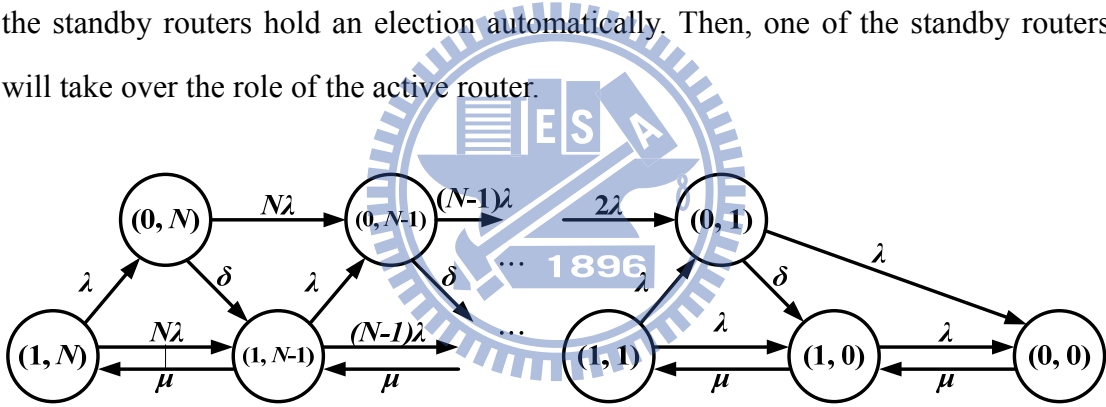 the standby routers hold an election automatically. Then, one of the standby routers
will take over the role of the active router.
E S A
(N-1)λ
(0, N) Nλ (0, N-1) 2λ (0, 1)
λ δ λ ... δ 1896 λ δ λ
Nλ (N-1)λ ... λ λ
(1, N) (1, N-1) (1, 1) (1, 0) (0, 0)
μ μ μ μ